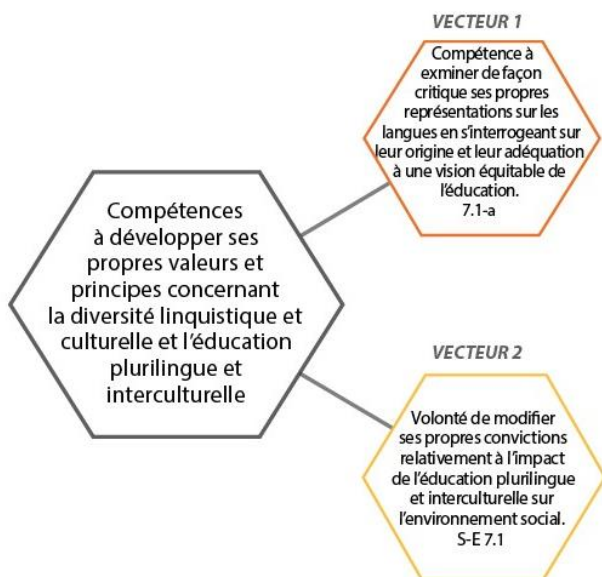 VECTEUR 1
Compétence à
exminer de façon
critique ses propres
représentations sur les
langues en s'interrogeant sur
leur origine et leur adéquation
à une vision équitable de
l'éducation.
7.1-a
Compétences
à développer ses
propres valeurs et
principes concernant
la diversité linguistique et
culturelle et l'éducation
plurilingue et
interculturelle
VECTEUR 2
Volonté de modifier
ses propres convictions
relativement à l'impact
de l'éducation plurilingue
et interculturelle sur
l'environnement social.
S-E 7.1